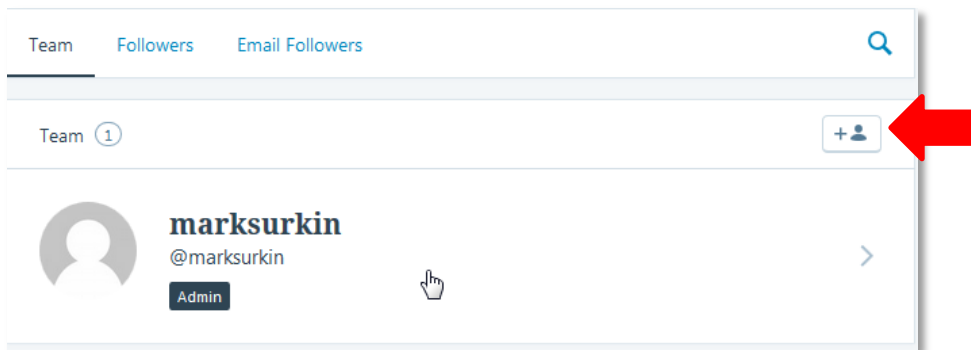 Team Followers Email Followers
Team 1
+
marksurkin
@marksurkin
Admin